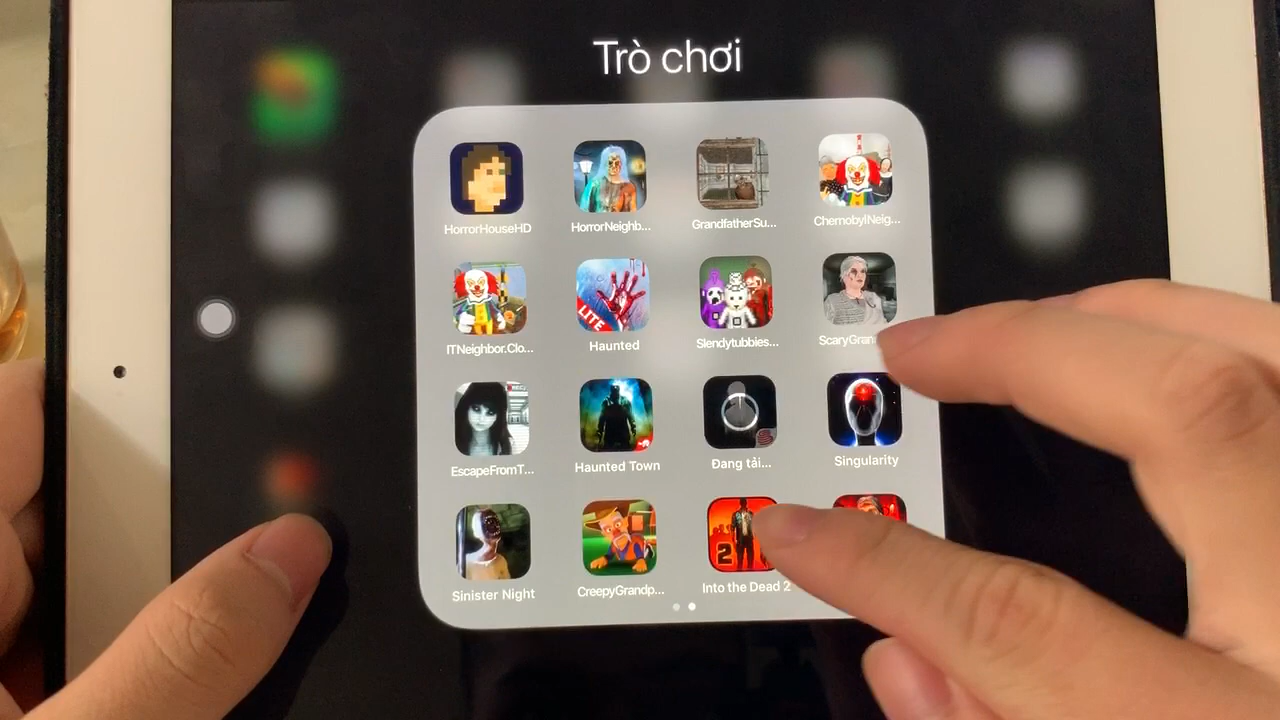 Trò chơi
HorrorHouseHD
HorrorNeighb...
GrandfatherSu...
ChernobylNeig...
ITNeighbor.Clo...
LITE
Haunted
Slendytubbies...
ScaryGran
EscapeFromT...
Haunted Town
Đang tải...
Singularity
Sinister Night
CreepyGrandp...
2
Into the Dead 2